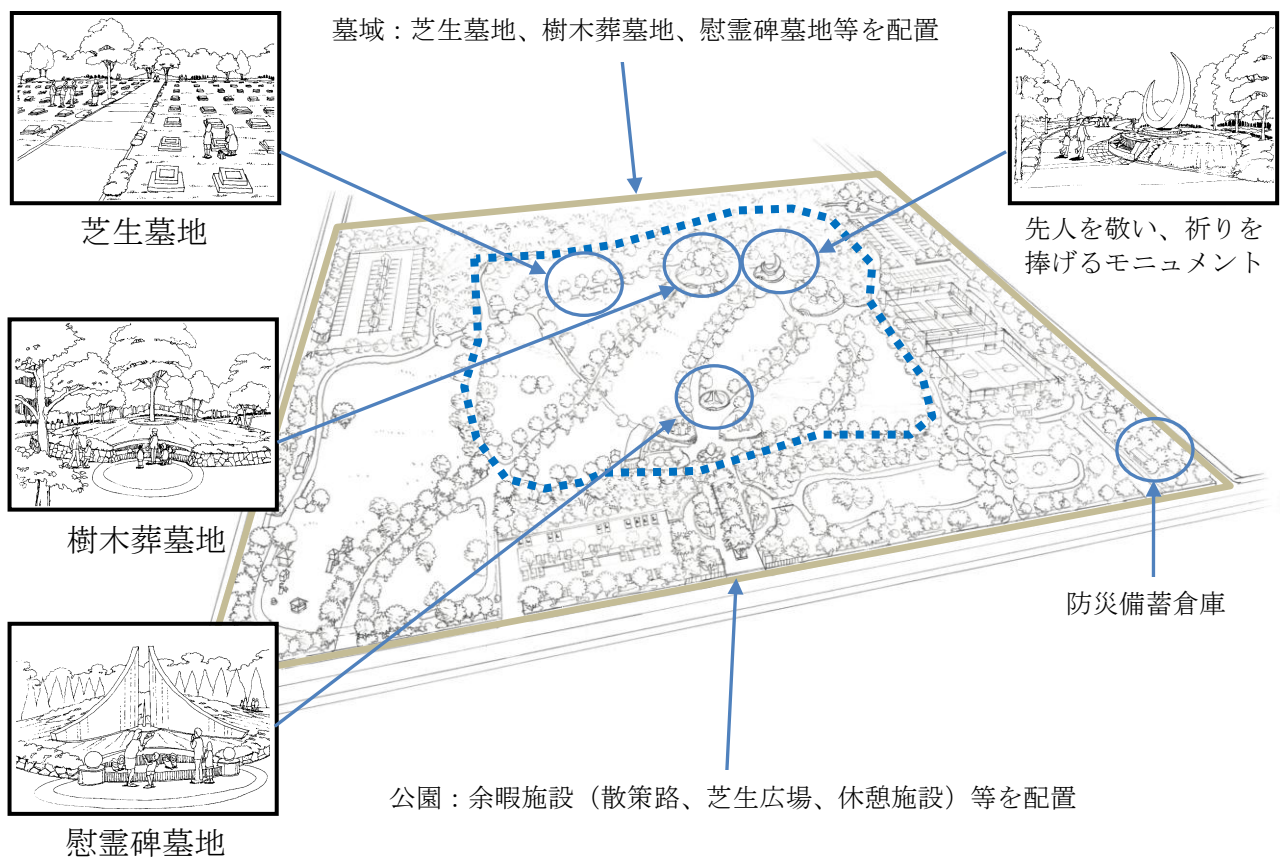 墓域：芝生墓地、樹木葬墓地、慰霊碑墓地等を配置
芝生墓地
先人を敬い、祈りを
捧げるモニュメント
樹木葬墓地
防災備蓄倉庫
公園：余暇施設（散策路、芝生広場、休憩施設）等を配置
慰霊碑墓地